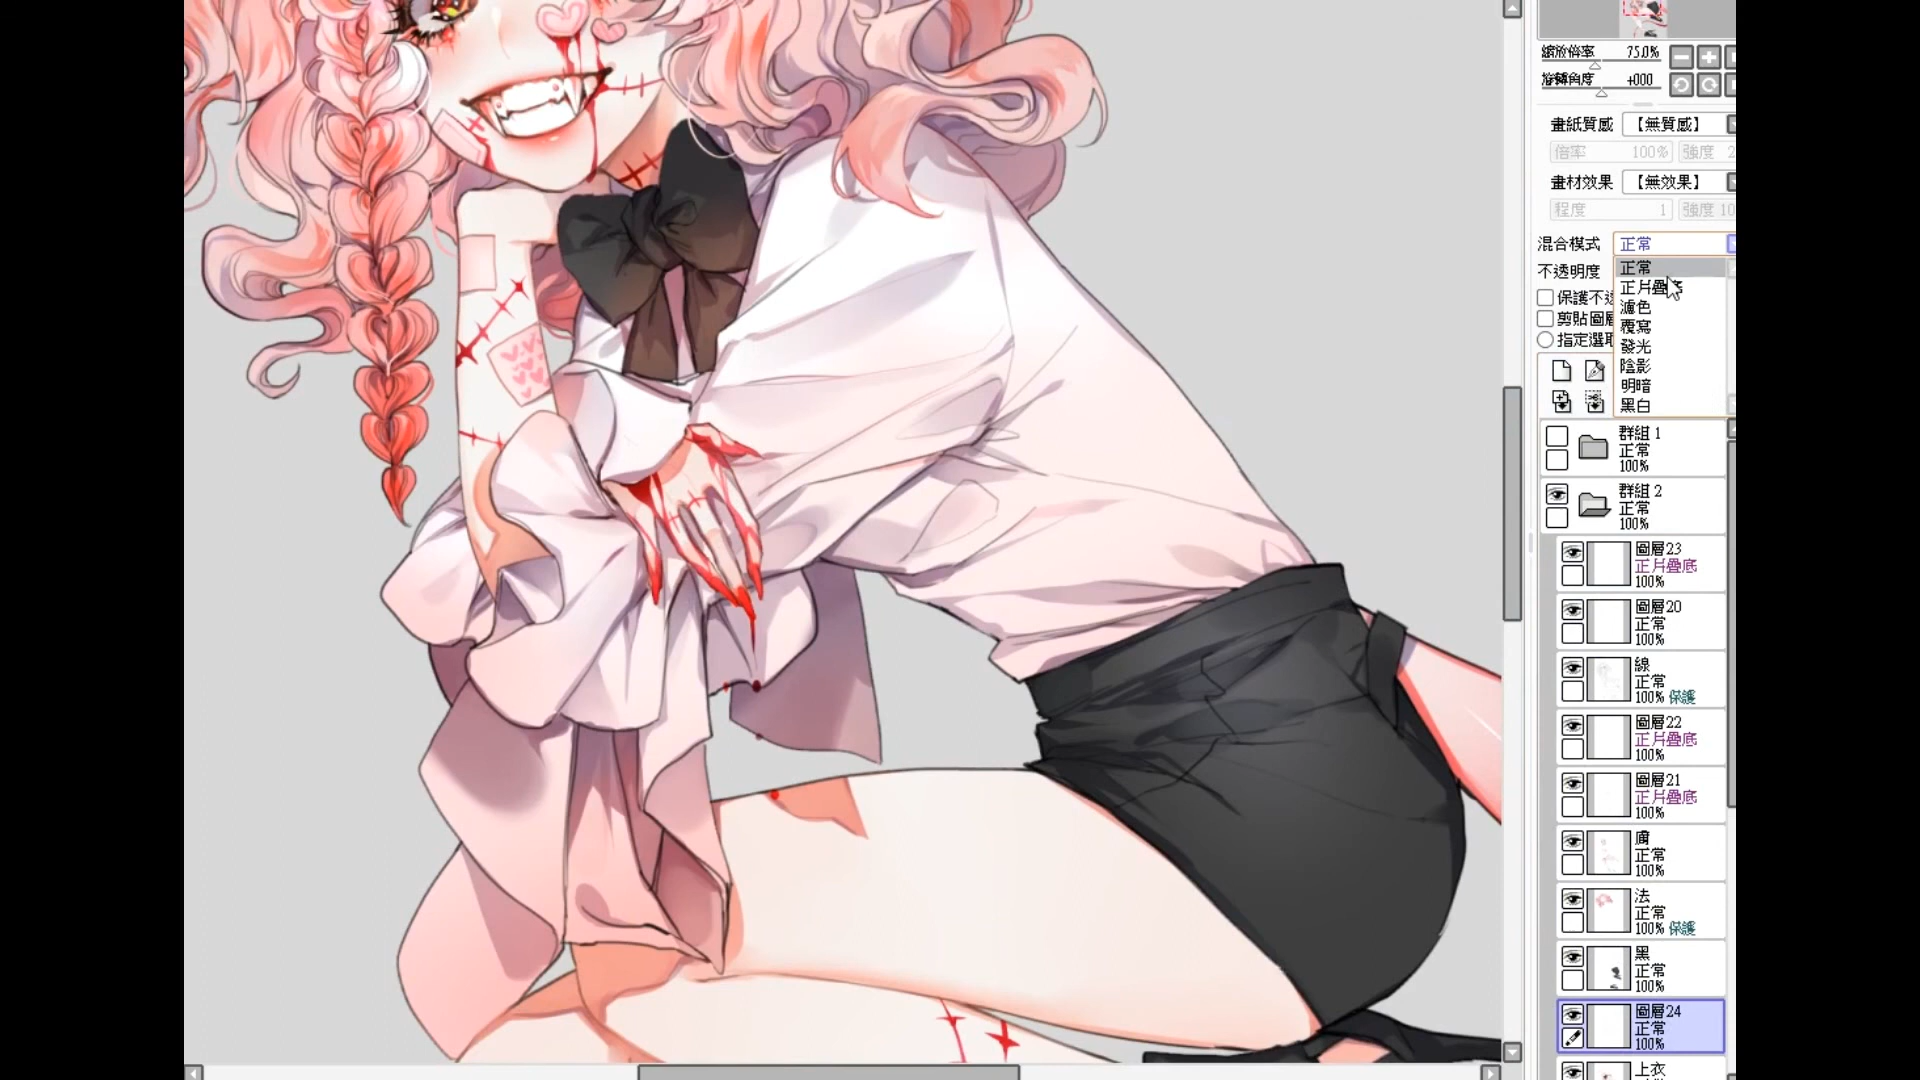 縮放倍率 75.0%
旋轉角度 +000
畫紙質感 【無質感】
倍率 100% 強度 2
畫材效果 【無效果】
程度 1 強度 10
混合模式 正常
不透明度
正常
正片疊底
濾色
覆寫
發光
陰影
明暗
黑白
保護不透
剪貼圖層
指定選取
群組 1
正常
100%
群組 2
正常
100%
圖層23
正片疊底
100%
圖層20
正常
100%
線
正常
100% 保護
圖層22
正片疊底
100%
圖層21
正片疊底
100%
膚
正常
100%
法
正常
100% 保護
黑
正常
100%
圖層24
正常
100%
上衣